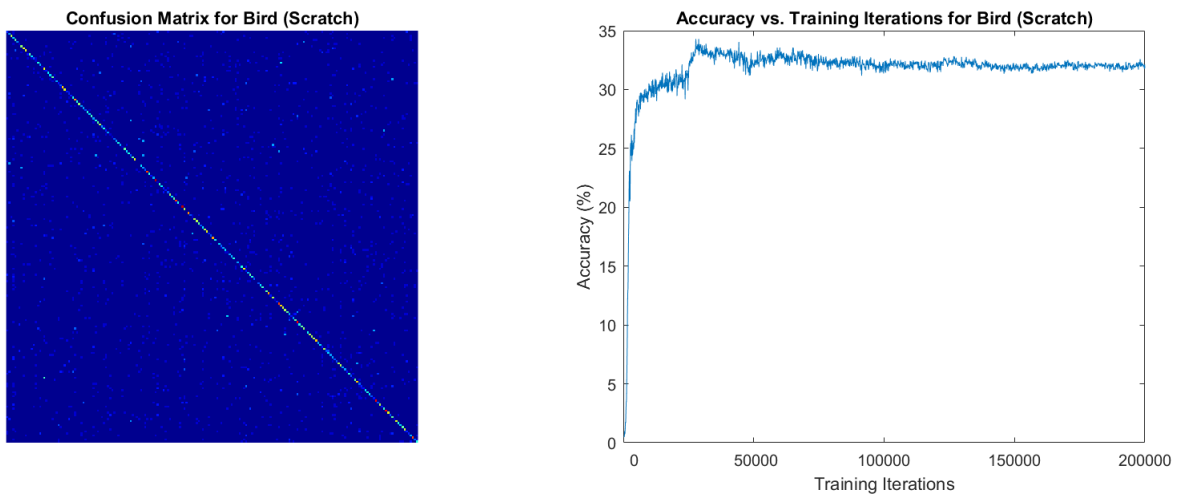 Confusion Matrix for Bird (Scratch)
Accuracy vs. Training Iterations for Bird (Scratch)
35
30
25
20
15
10
5
0
Accuracy (%)
0 50000 100000 150000 200000
Training Iterations